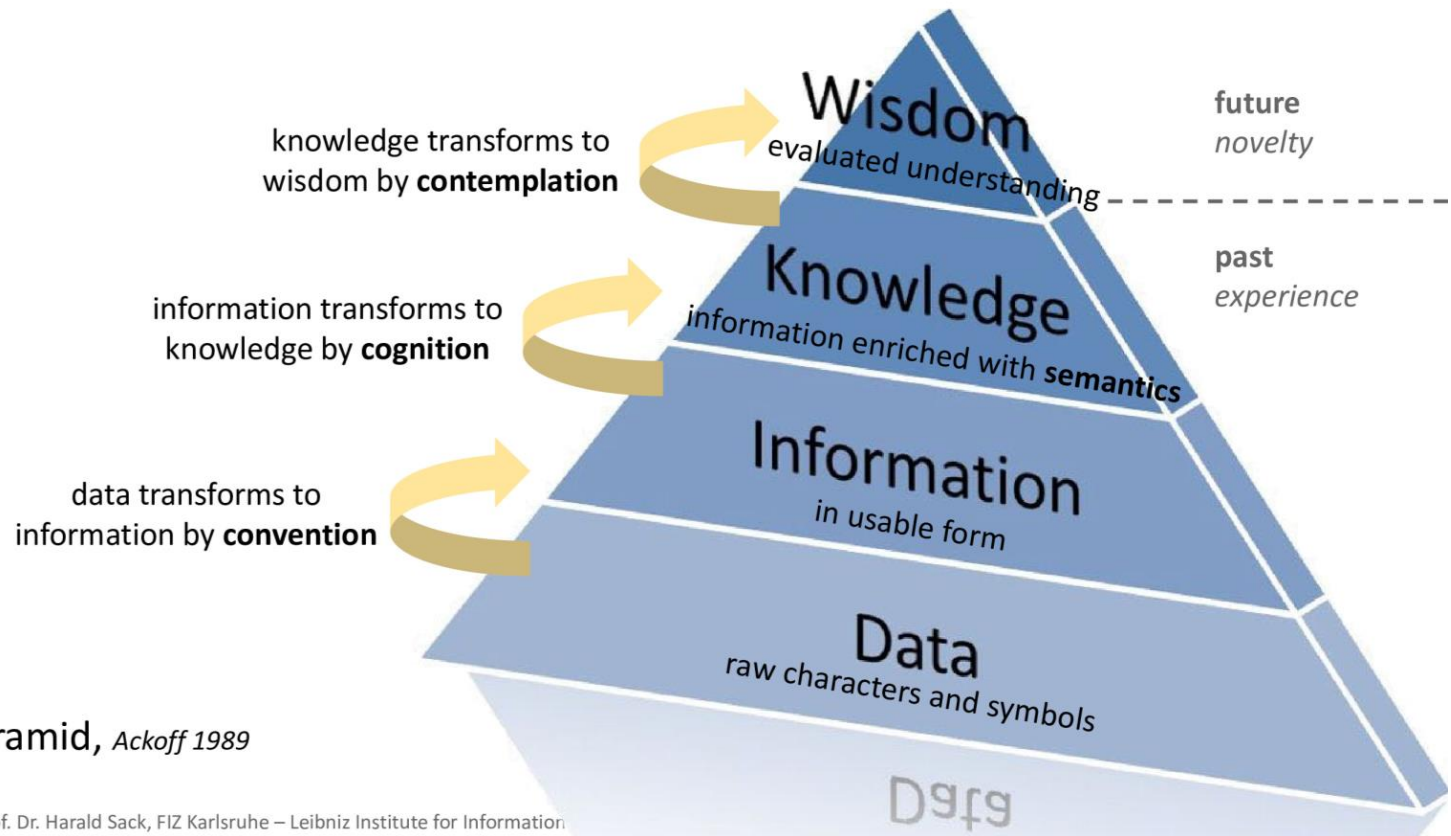 Wisdom
evaluated understanding
future
novelty
knowledge transforms to
wisdom by contemplation
past
experience
Knowledge
information enriched with semantics
information transforms to
knowledge by cognition
Information
in usable form
data transforms to
information by convention
Data
raw characters and symbols
ramid, Ackoff 1989
Data
f. Dr. Harald Sack, FIZ Karlsruhe – Leibniz Institute for Information